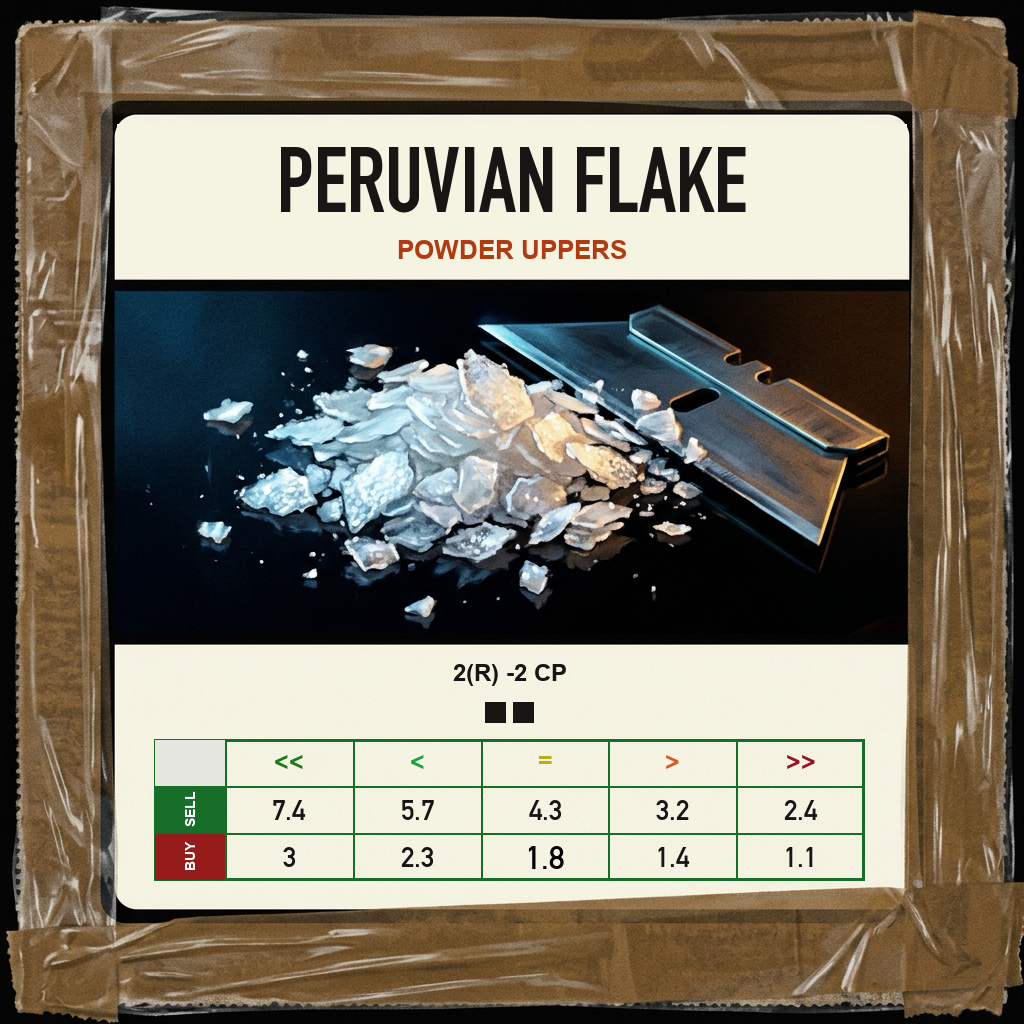 PERUVIAN FLAKE
POWDER UPPERS
2(R) -2 CP
<< < = > >>
SELL 7.4 5.7 4.3 3.2 2.4
BUY 3 2.3 1.8 1.4 1.1